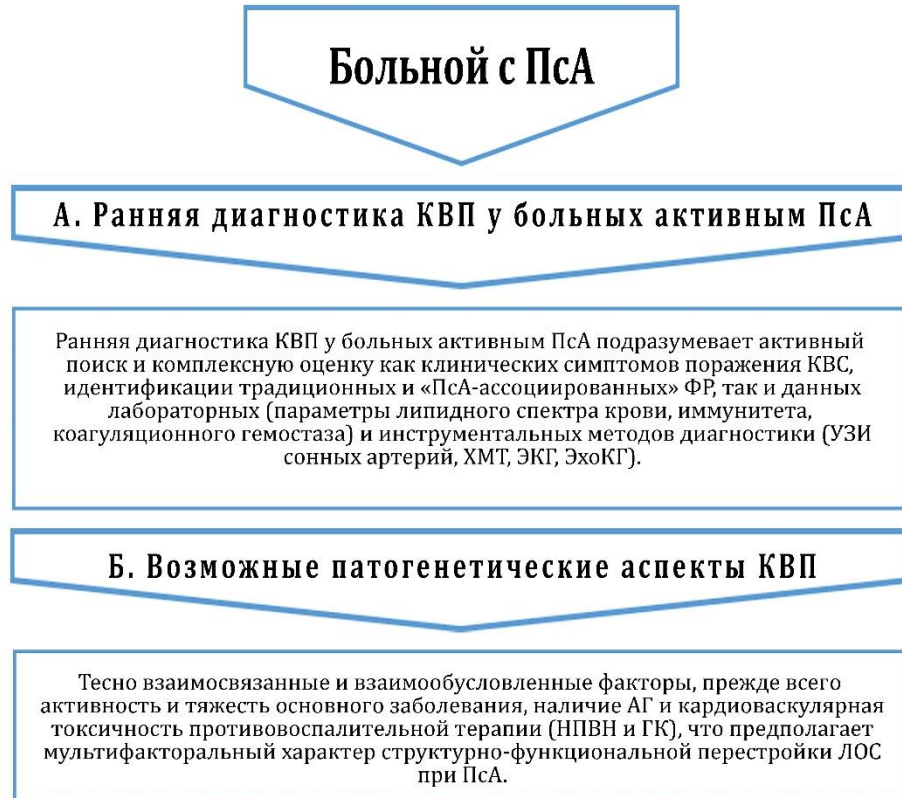 Больной с ПсА
А. Ранняя диагностика КВП у больных активным ПсА
Ранняя диагностика КВП у больных активным ПсА подразумевает активный
поиск и комплексную оценку как клинических симптомов поражения КВС,
идентификации традиционных и «ПсА-ассоциированных» ФР, так и данных
лабораторных (параметры липидного спектра крови, иммунитета,
коагуляционного гемостаза) и инструментальных методов диагностики (УЗИ
сонных артерий, ХМТ, ЭКГ, ЭхоКГ).
Б. Возможные патогенетические аспекты КВП
Тесно взаимосвязанные и взаимообусловленные факторы, прежде всего
активность и тяжесть основного заболевания, наличие АГ и кардиоваскулярная
токсичность противовоспалительной терапии (НПВН и ГК), что предполагает
мультифакторальный характер структурно-функциональной перестройки ЛОС
при ПсА.